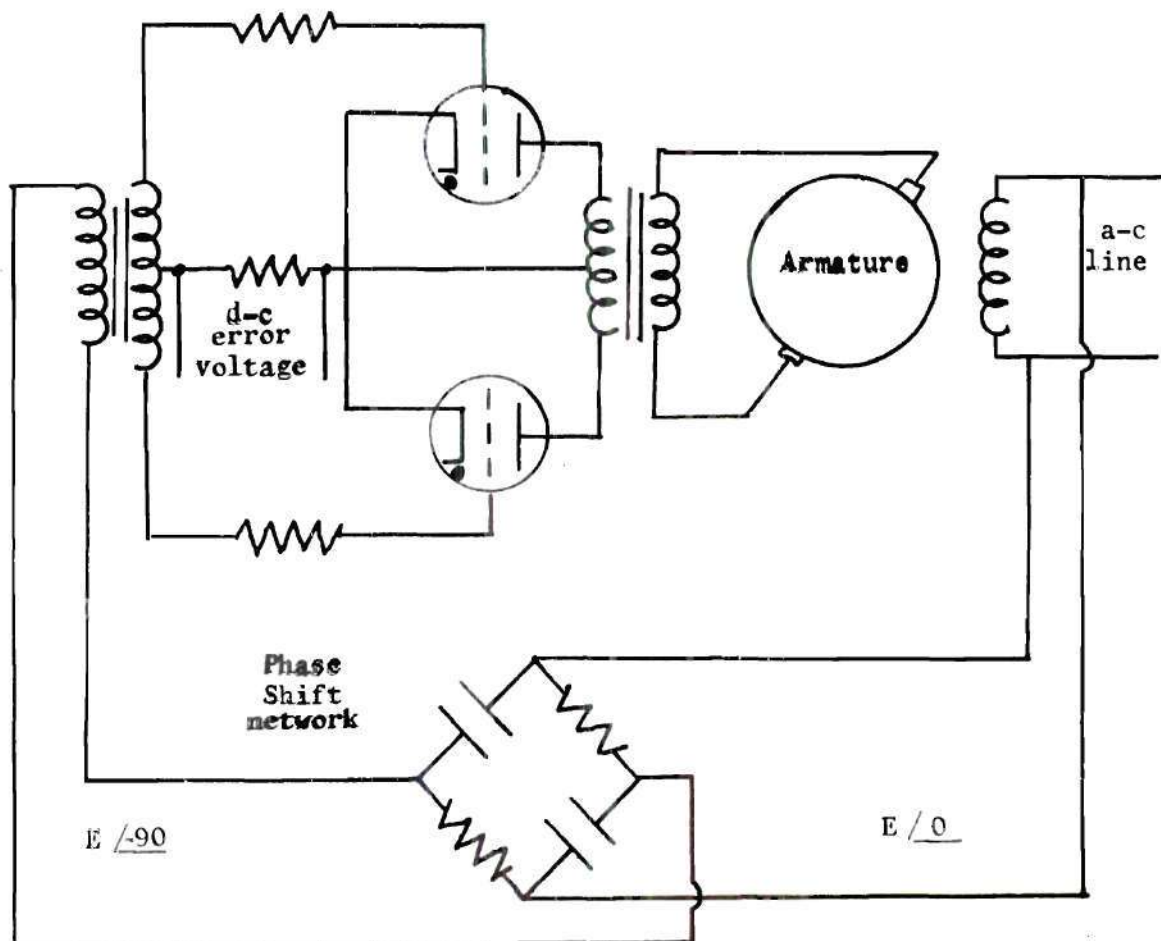 a-c
line
Armature
d-c
error
voltage
Phase
Shift
network
E /-90
E / 0